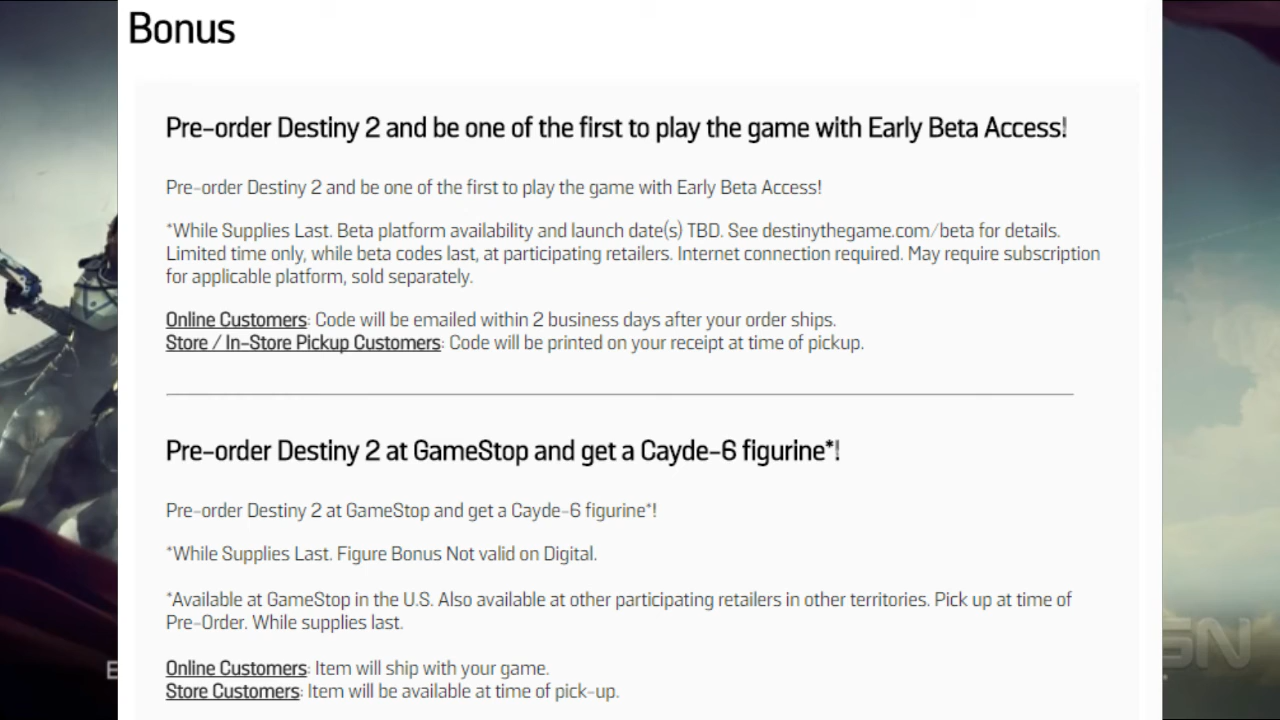 Bonus
Pre-order Destiny 2 and be one of the first to play the game with Early Beta Access!
Pre-order Destiny 2 and be one of the first to play the game with Early Beta Access!
*While Supplies Last. Beta platform availability and launch date(s) TBD. See destinythegame.com/beta for details.
Limited time only, while beta codes last, at participating retailers. Internet connection required. May require subscription
for applicable platform, sold separately.
Online Customers: Code will be emailed within 2 business days after your order ships.
Store / In-Store Pickup Customers: Code will be printed on your receipt at time of pickup.
Pre-order Destiny 2 at GameStop and get a Cayde-6 figurine*!
Pre-order Destiny 2 at GameStop and get a Cayde-6 figurine*!
*While Supplies Last. Figure Bonus Not valid on Digital.
*Available at GameStop in the U.S. Also available at other participating retailers in other territories. Pick up at time of
Pre-Order. While supplies last.
Online Customers: Item will ship with your game.
Store Customers: Item will be available at time of pick-up.